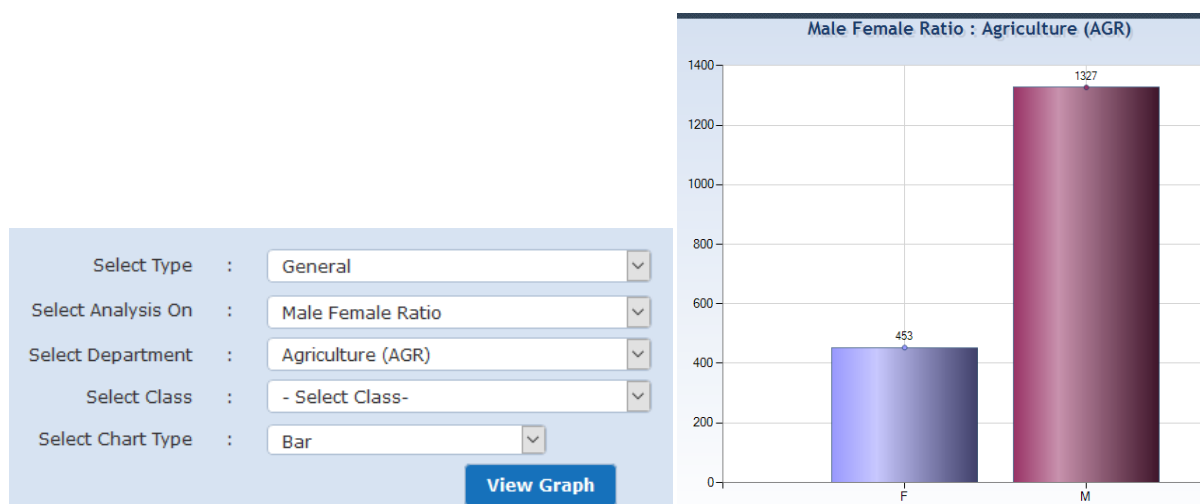 Select Type : General
Select Analysis On : Male Female Ratio
Select Department : Agriculture (AGR)
Select Class : - Select Class-
Select Chart Type : Bar
View Graph
Male Female Ratio : Agriculture (AGR)
1400
1200
1000
800
600
400
200
0
453
1327
F
M